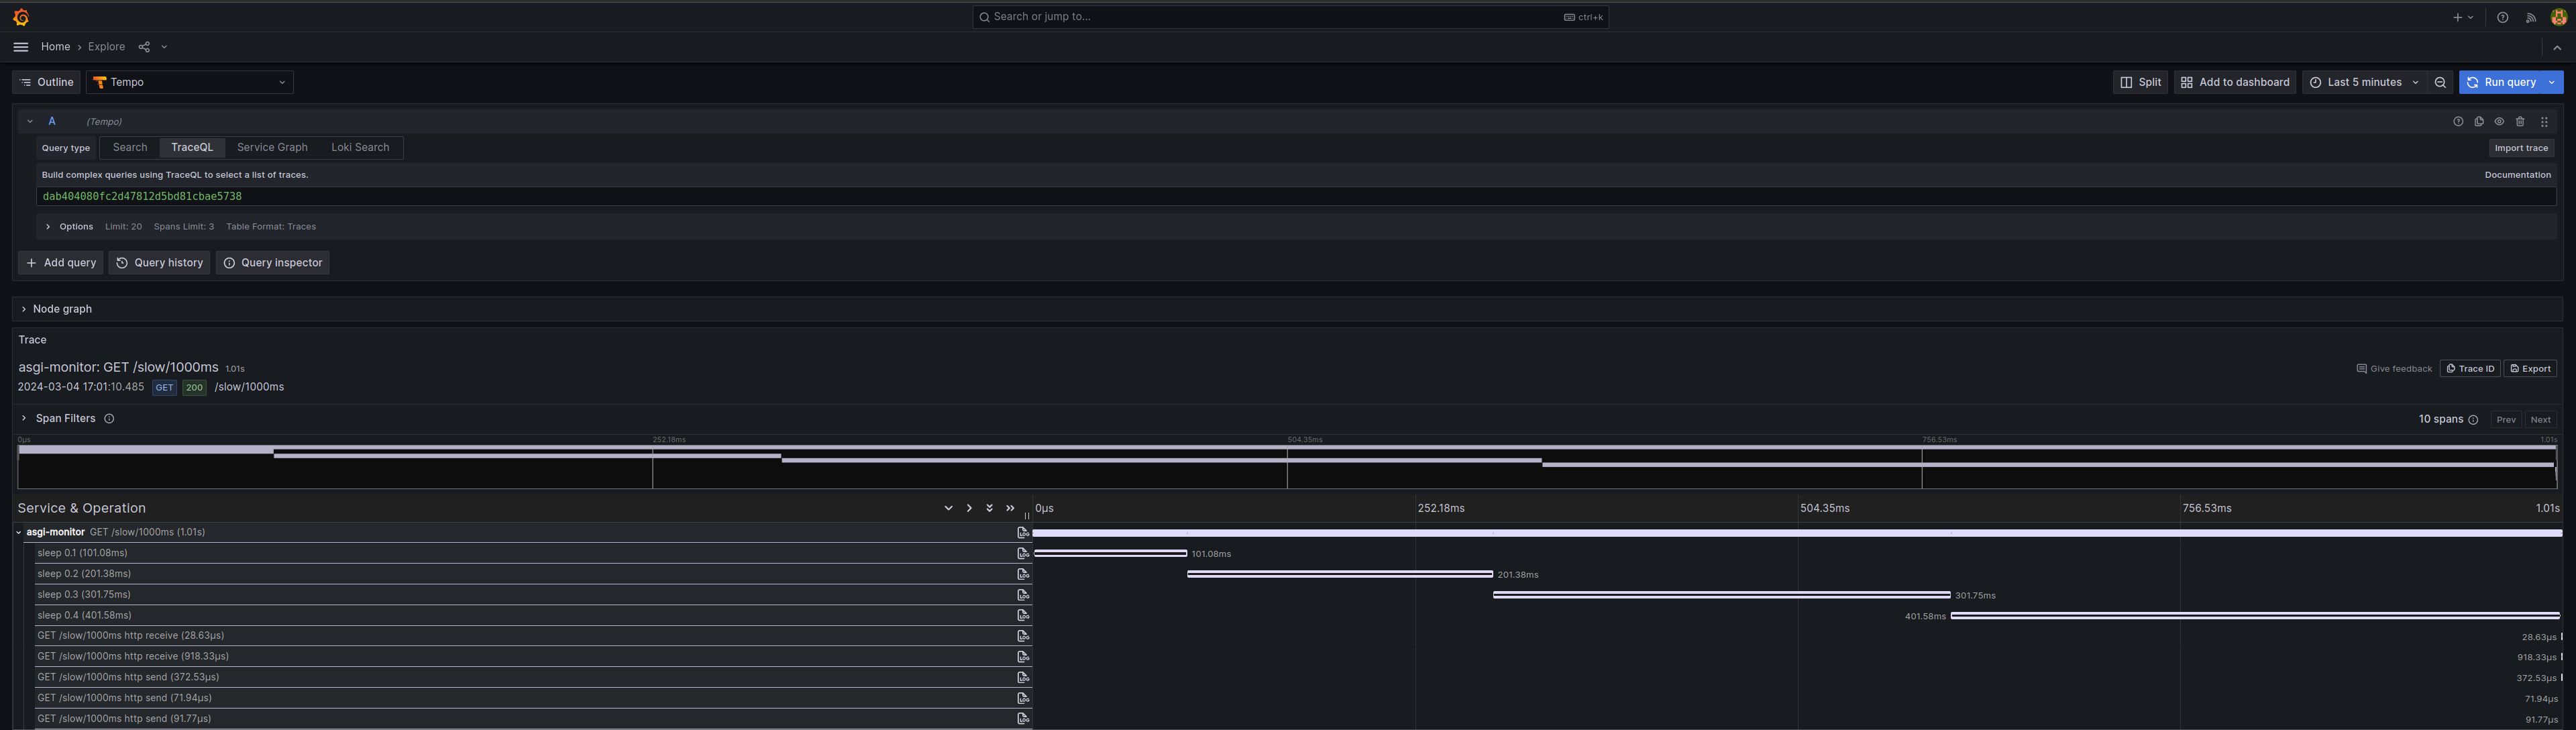 Search or jump to... ctrl+k
Home › Explore
Outline Tempo Split Add to dashboard Last 5 minutes Run query
A (Tempo)
Query type Search TraceQL Service Graph Loki Search Import trace
Build complex queries using TraceQL to select a list of traces. Documentation
dab404080fc2d47812d5bd81cbae5738
Options Limit: 20 Spans Limit: 3 Table Format: Traces
Add query Query history Query inspector
Node graph
Trace
asgi-monitor: GET /slow/1000ms 1.01s
2024-03-04 17:01:10.485 GET 200 /slow/1000ms Give feedback Trace ID Export
Span Filters 10 spans Prev Next
0μs 252.18ms 504.35ms 756.53ms 1.01s
Service & Operation 0μs 252.18ms 504.35ms 756.53ms 1.01s
asgi-monitor GET /slow/1000ms (1.01s)
sleep 0.1 (101.08ms) 101.08ms
sleep 0.2 (201.38ms) 201.38ms
sleep 0.3 (301.75ms) 301.75ms
sleep 0.4 (401.58ms) 401.58ms
GET /slow/1000ms http receive (28.63μs) 28.63μs
GET /slow/1000ms http receive (918.33μs) 918.33μs
GET /slow/1000ms http send (372.53μs) 372.53μs
GET /slow/1000ms http send (71.94μs) 71.94μs
GET /slow/1000ms http send (91.77μs) 91.77μs